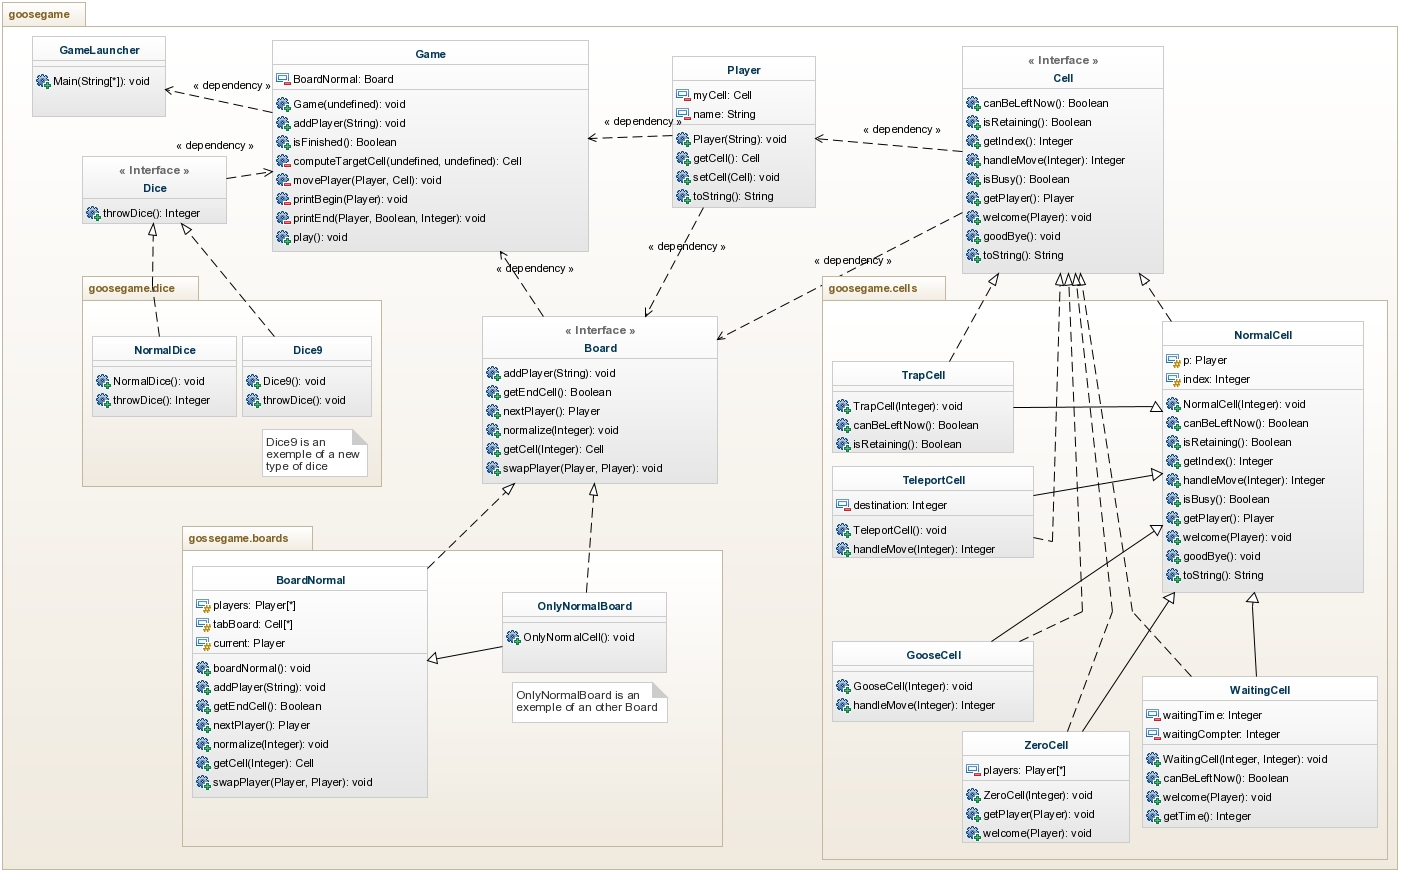 goosegame
GameLauncher
Main(String[*]): void
« dependency »
Game
BoardNormal: Board
Game(undefined): void
addPlayer(String): void
isFinished(): Boolean
computeTargetCell(undefined, undefined): Cell
movePlayer(Player, Cell): void
printBegin(Player): void
printEnd(Player, Boolean, Integer): void
play(): void
« dependency »
Player
myCell: Cell
name: String
Player(String): void
getCell(): Cell
setCell(Cell): void
toString(): String
« dependency »
« Interface »
Cell
canBeLeftNow(): Boolean
isRetaining(): Boolean
getIndex(): Integer
handleMove(Integer): Integer
isBusy(): Boolean
getPlayer(): Player
welcome(Player): void
goodBye(): void
toString(): String
« dependency »
« Interface »
Dice
throwDice(): Integer
« dependency »
« dependency »
« dependency »
goosegame.dice
NormalDice
NormalDice(): void
throwDice(): Integer
Dice9
Dice9(): void
throwDice(): void
Dice9 is an
exemple of a new
type of dice
« Interface »
Board
addPlayer(String): void
getEndCell(): Boolean
nextPlayer(): Player
normalize(Integer): void
getCell(Integer): Cell
swapPlayer(Player, Player): void
gossegame.boards
BoardNormal
players: Player[*]
tabBoard: Cell[*]
current: Player
boardNormal(): void
addPlayer(String): void
getEndCell(): Boolean
nextPlayer(): Player
normalize(Integer): void
getCell(Integer): Cell
swapPlayer(Player, Player): void
OnlyNormalBoard
OnlyNormalCell(): void
OnlyNormalBoard is an
exemple of an other Board
goosegame.cells
TrapCell
TrapCell(Integer): void
canBeLeftNow(): Boolean
isRetaining(): Boolean
TeleportCell
destination: Integer
TeleportCell(): void
handleMove(Integer): Integer
NormalCell
p: Player
index: Integer
NormalCell(Integer): void
canBeLeftNow(): Boolean
isRetaining(): Boolean
getIndex(): Integer
handleMove(Integer): Integer
isBusy(): Boolean
getPlayer(): Player
welcome(Player): void
goodBye(): void
toString(): String
GooseCell
GooseCell(Integer): void
handleMove(Integer): Integer
ZeroCell
players: Player[*]
ZeroCell(Integer): void
getPlayer(Player): void
welcome(Player): void
WaitingCell
waitingTime: Integer
waitingCompter: Integer
WaitingCell(Integer, Integer): void
canBeLeftNow(): Boolean
welcome(Player): void
getTime(): Integer